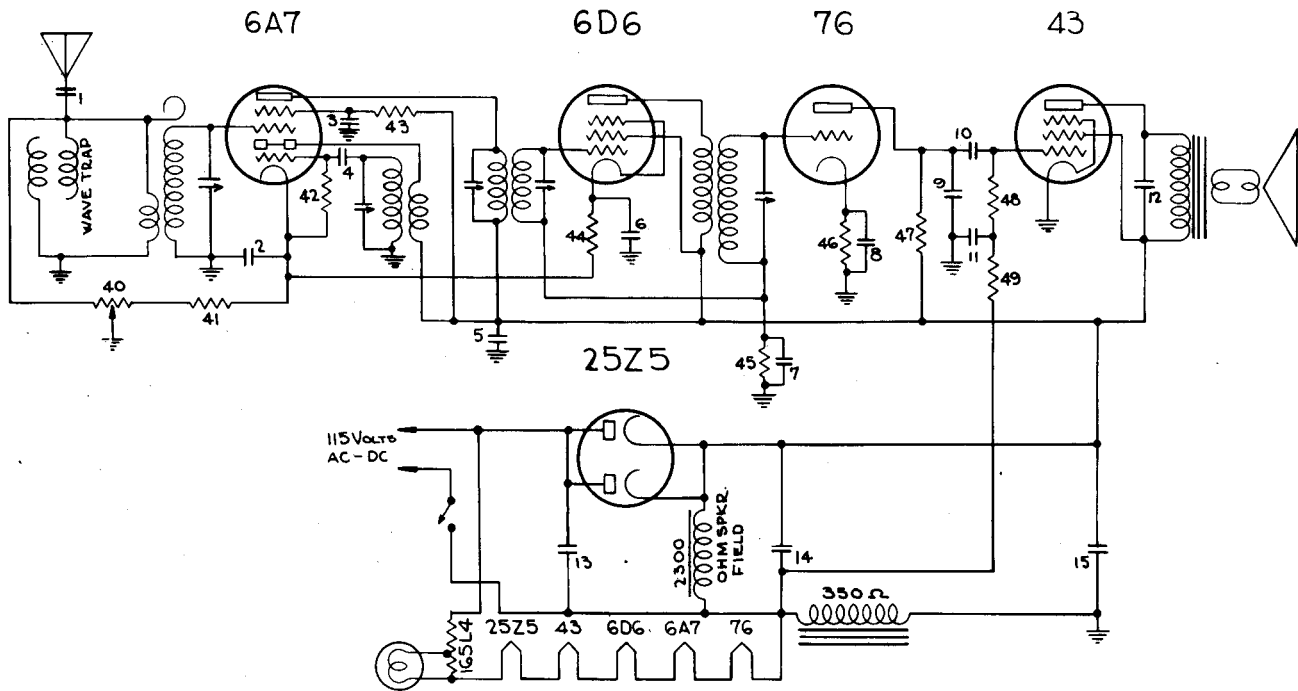 6A7
6D6
76
43
1
WAVE TRAP
3
43
4
42
2
40
41
5
44
6
45
7
46
8
47
9
10
11
48
49
12
25Z5
115 VOLTS
AC-DC
13
2300
OHM SPKR.
FIELD
14
15
350Ω
165L4
25Z5 43 6D6. 6A7 76